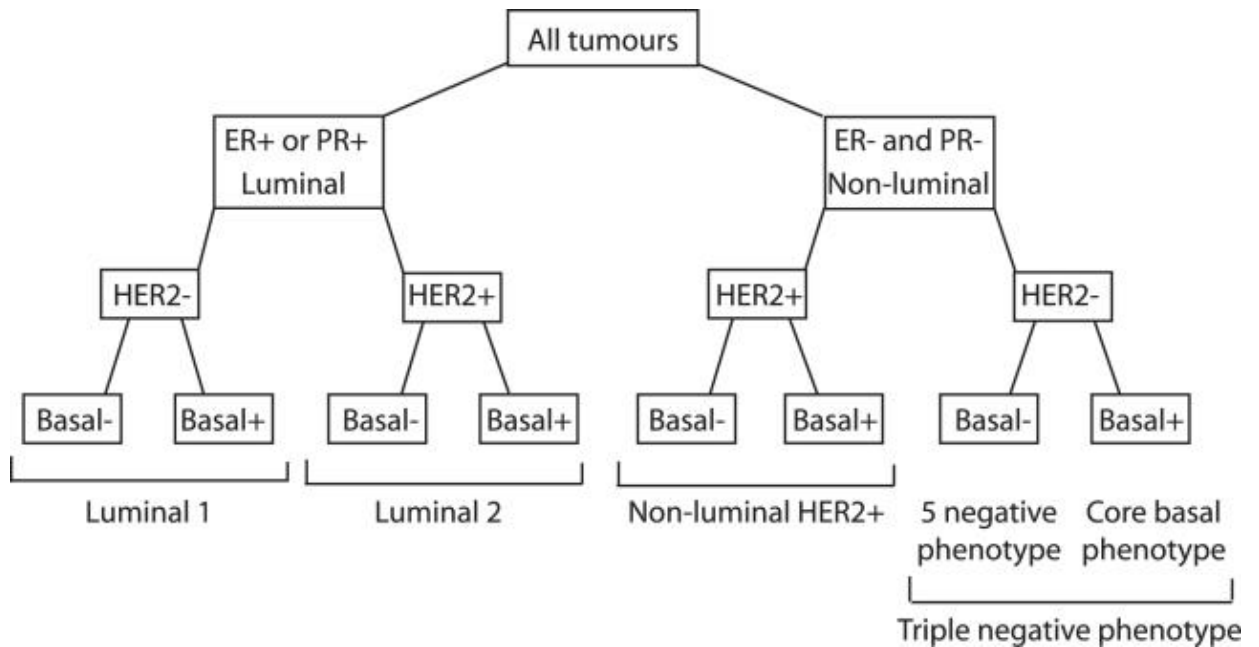 All tumours
ER+ or PR+
Luminal
ER- and PR-
Non-luminal
HER2-
HER2+
HER2+
HER2-
Basal-
Basal+
Basal-
Basal+
Basal-
Basal+
Basal-
Basal+
Luminal 1
Luminal 2
Non-luminal HER2+
5 negative
phenotype
Core basal
phenotype
Triple negative phenotype